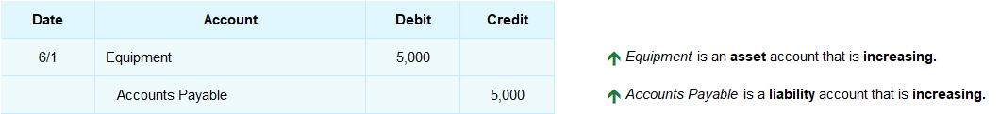 Date Account Debit Credit
6/1 Equipment 5,000 Equipment is an asset account that is increasing.
Accounts Payable 5,000 Accounts Payable is a liability account that is increasing.